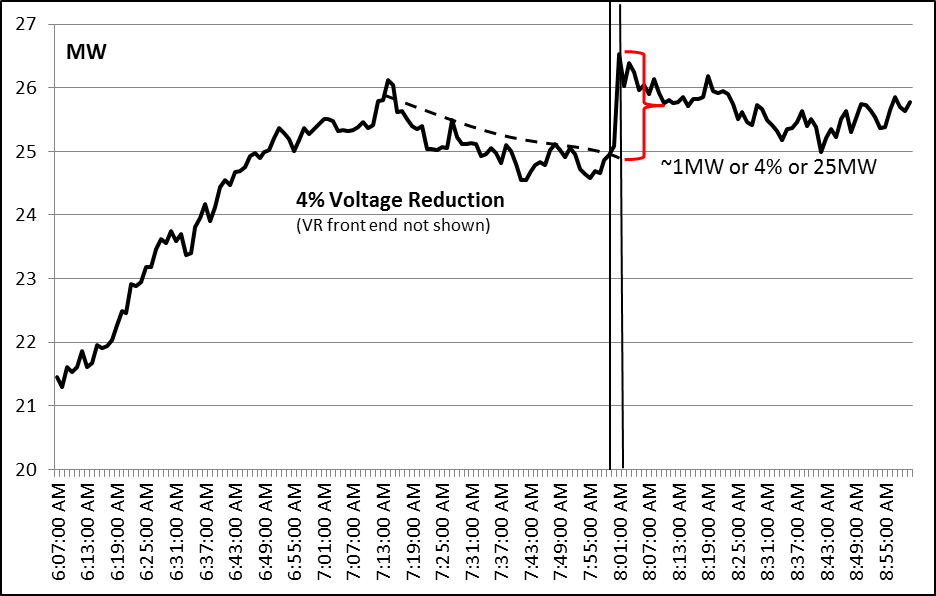 27
MW
26
25
~1MW or 4% or 25MW
4% Voltage Reduction
(VR front end not shown)
24
23
22
21
20
6:07:00 AM
6:13:00 AM
6:19:00 AM
6:25:00 AM
6:31:00 AM
6:37:00 AM
6:43:00 AM
6:49:00 AM
6:55:00 AM
7:01:00 AM
7:07:00 AM
7:13:00 AM
7:19:00 AM
7:25:00 AM
7:31:00 AM
7:37:00 AM
7:43:00 AM
7:49:00 AM
7:55:00 AM
8:01:00 AM
8:07:00 AM
8:13:00 AM
8:19:00 AM
8:25:00 AM
8:31:00 AM
8:37:00 AM
8:43:00 AM
8:49:00 AM
8:55:00 AM